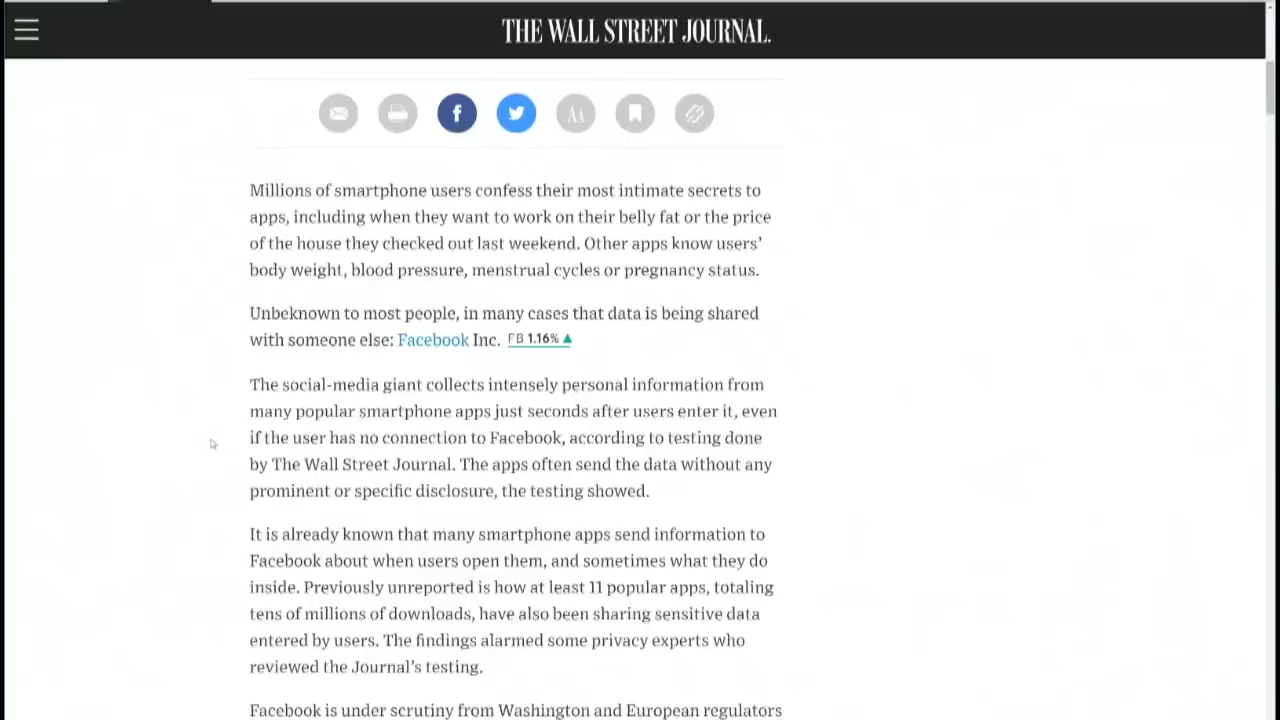 THE WALL STREET JOURNAL.
f
AA
Millions of smartphone users confess their most intimate secrets to
apps, including when they want to work on their belly fat or the price
of the house they checked out last weekend. Other apps know users’
body weight, blood pressure, menstrual cycles or pregnancy status.
Unbeknown to most people, in many cases that data is being shared
with someone else: Facebook Inc. FB 1.16% ▲
The social-media giant collects intensely personal information from
many popular smartphone apps just seconds after users enter it, even
if the user has no connection to Facebook, according to testing done
by The Wall Street Journal. The apps often send the data without any
prominent or specific disclosure, the testing showed.
It is already known that many smartphone apps send information to
Facebook about when users open them, and sometimes what they do
inside. Previously unreported is how at least 11 popular apps, totaling
tens of millions of downloads, have also been sharing sensitive data
entered by users. The findings alarmed some privacy experts who
reviewed the Journal’s testing.
Facebook is under scrutiny from Washington and European regulators